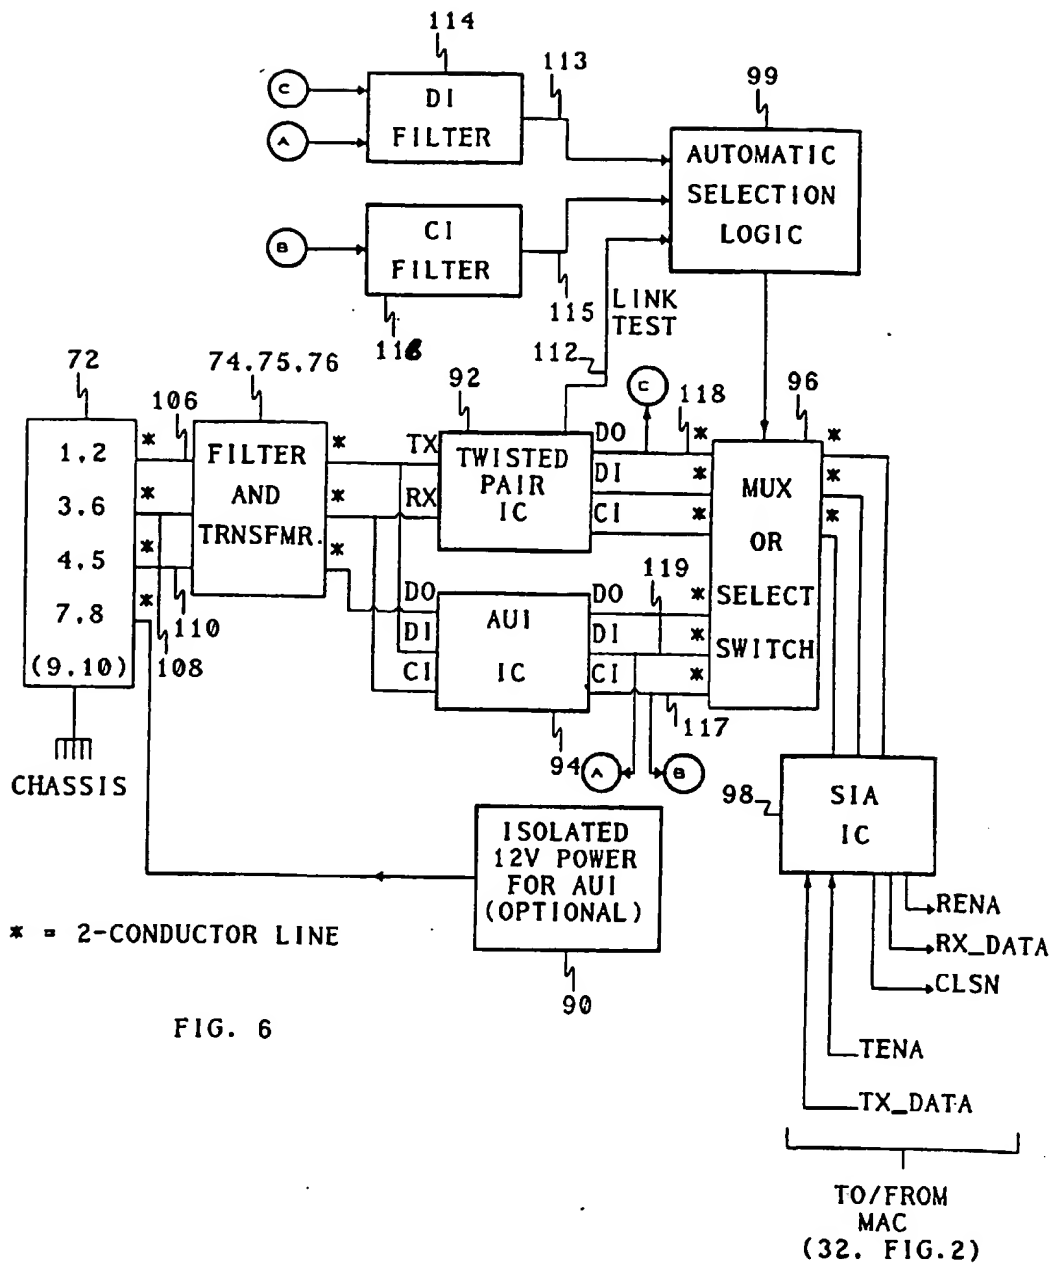 114
113
99
C
DI
FILTER
A
AUTOMATIC
SELECTION
LOGIC
B
CI
FILTER
LINK
TEST
115
116
112
72
74.75.76
92
C
118
96
106
* * TX DO * *
1.2
FILTER
TWISTED
DI * *
3.6
AND
* * RX
PAIR
MUX
IC
CI * *
TRNSFMR.
OR
* *
4.5
119
DO
AUI
DO * SELECT
7.8
*
110
DI
DI * SWITCH
(9.10)
108
CI
IC
CI *
117
94
A
B
CHASSIS
98
SIA
IC
ISOLATED
12V POWER
FOR AUI
(OPTIONAL)
RENA
* = 2-CONDUCTOR LINE
RX_DATA
CLSN
90
FIG. 6
TENA
TX_DATA
TO/FROM
MAC
(32. FIG.2)